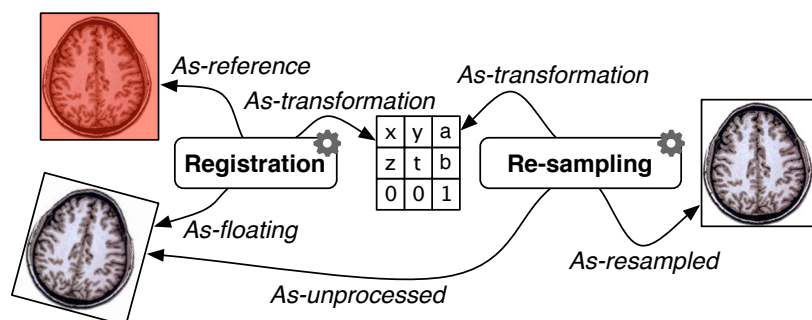 As-reference
As-transformation
As-transformation
x y a
Registration
z t b
Re-sampling
0 0 1
As-floating
As-resampled
As-unprocessed